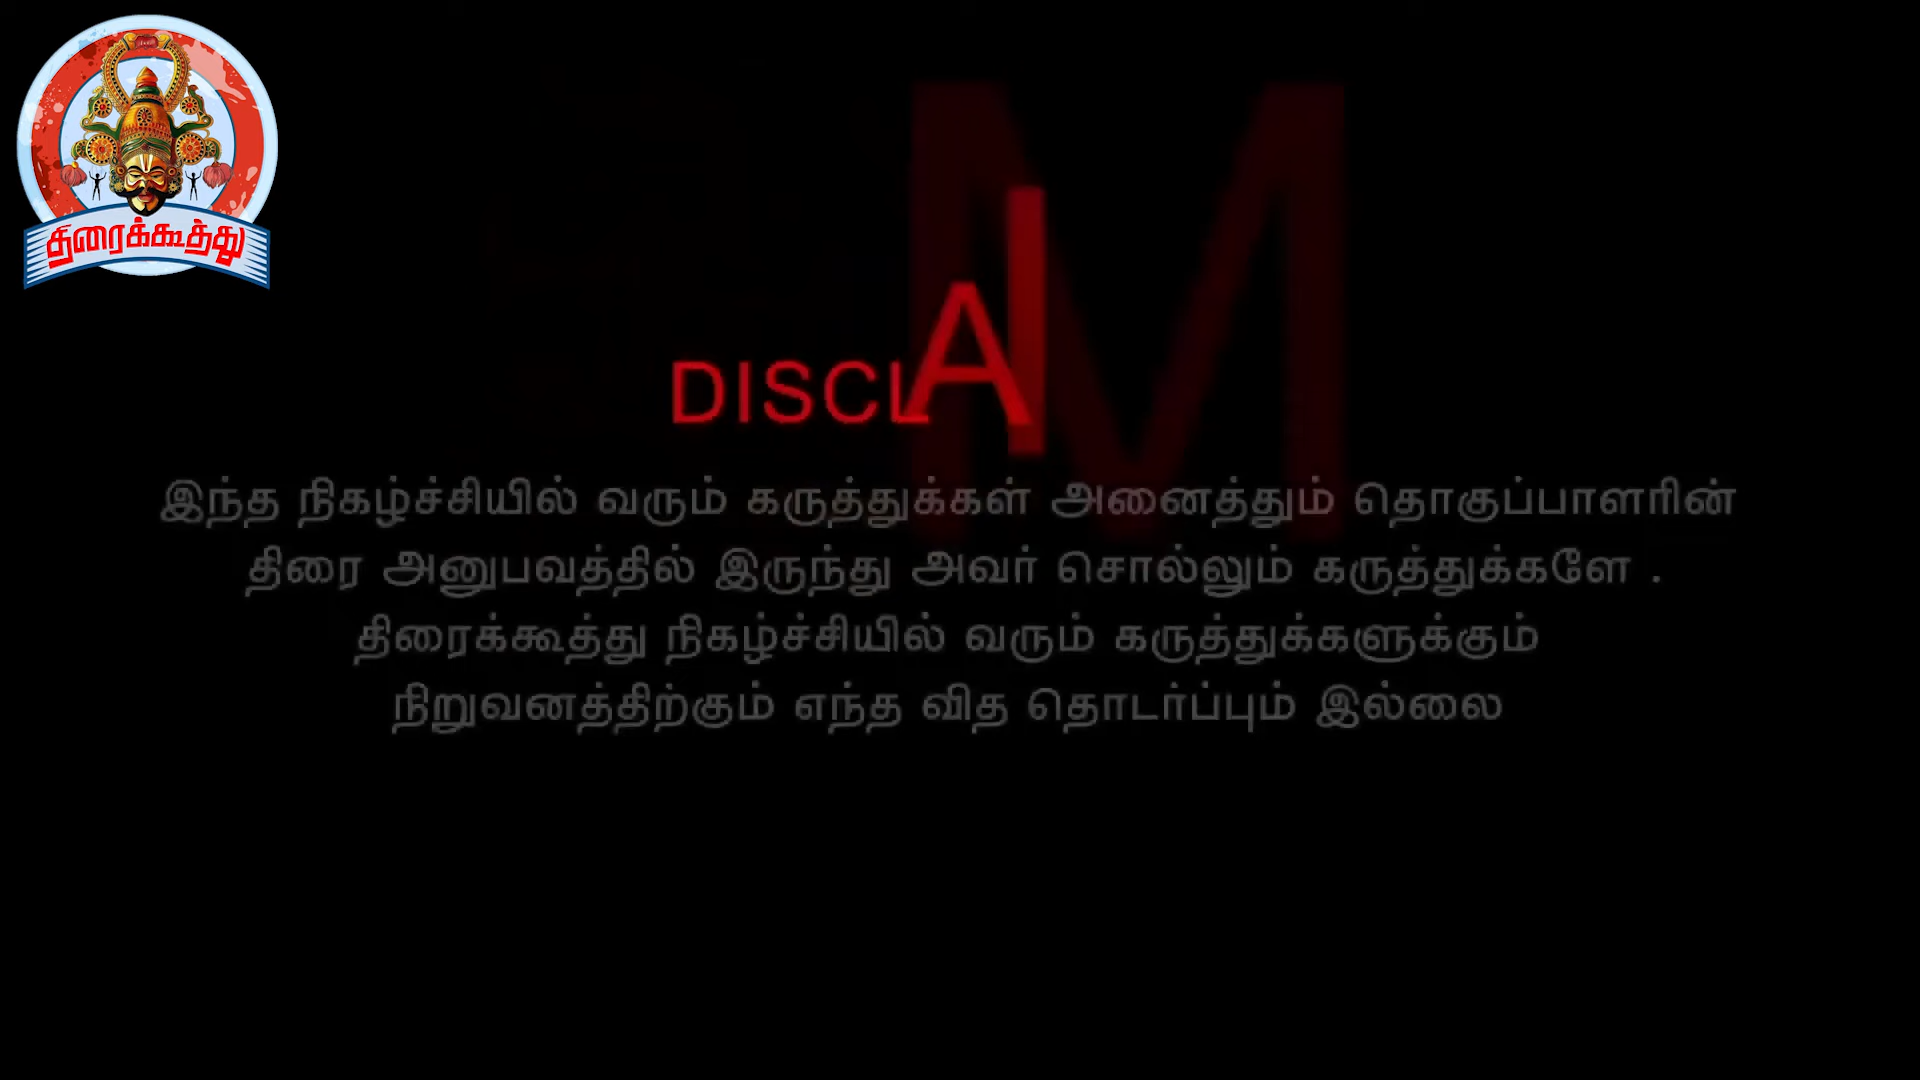 திரைக்கூத்து
DISCLAIM
இந்த நிகழ்ச்சியில் வரும் கருத்துக்கள் அனைத்தும் தொகுப்பாளரின்
திரை அனுபவத்தில் இருந்து அவர் சொல்லும் கருத்துக்களே .
திரைக்கூத்து நிகழ்ச்சியில் வரும் கருத்துக்களுக்கும்
நிறுவனத்திற்கும் எந்த வித தொடர்ப்பும் இல்லை